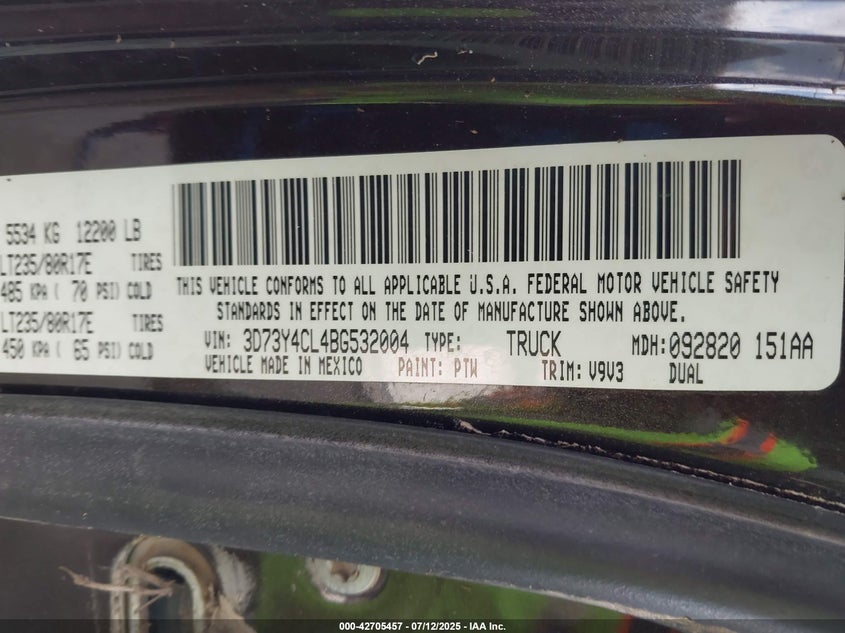 5534 KG 12200 LB
LT235/80R17E TIRES
485 KPA ( 70 PSI) COLD
LT235/80R17E TIRES
450 KPA ( 65 PSI) COLD
THIS VEHICLE CONFORMS TO ALL APPLICABLE U.S.A. FEDERAL MOTOR VEHICLE SAFETY
STANDARDS IN EFFECT ON THE DATE OF MANUFACTURE SHOWN ABOVE.
VIN: 3D73Y4CL4BG532004 TYPE: TRUCK MDH: 092820 151AA
VEHICLE MADE IN MEXICO PAINT: PTW TRIM: V9V3 DUAL
000-42705457 - 07/12/2025 - IAA Inc.